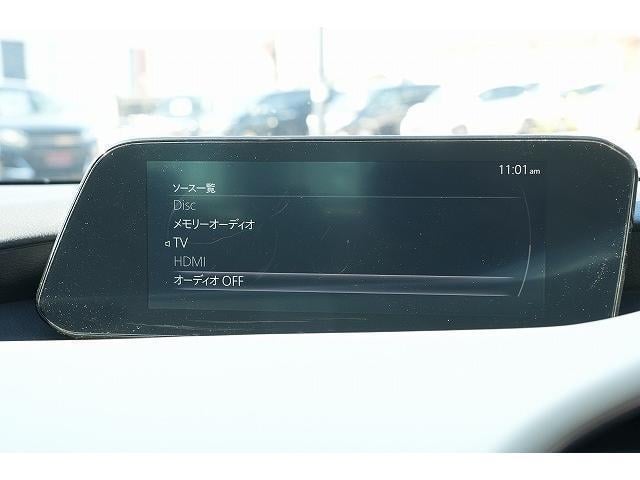 11:01 am
ソース一覧
Disc
メモリーオーディオ
TV
HDMI
オーディオ OFF